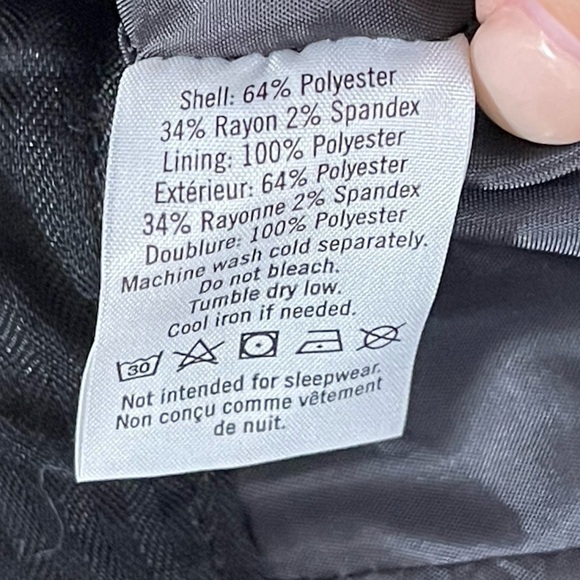 Shell: 64% Polyester
34% Rayon 2% Spandex
Lining: 100% Polyester
Extérieur: 64% Polyester
34% Rayonne 2% Spandex
Doublure: 100% Polyester
Machine wash cold separately.
Do not bleach.
Tumble dry low.
Cool iron if needed.
30
Not intended for sleepwear.
Non conçu comme vêtement
de nuit.